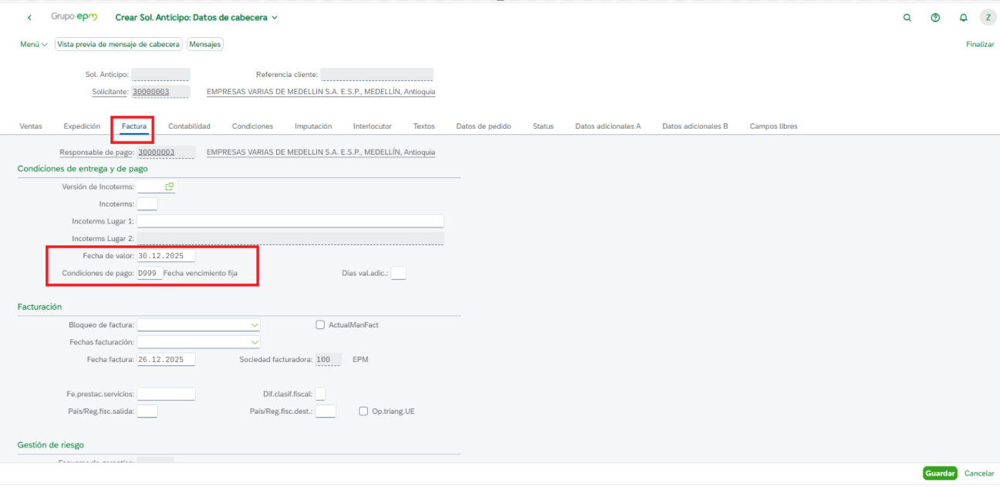 Grupo·epm Crear Sol. Anticipo: Datos de cabecera Z
Menú Vista previa de mensaje de cabecera Mensajes Finalizar
Sol. Anticipo: Referencia cliente:
Solicitante: 30000003 EMPRESAS VARIAS DE MEDELLIN S.A. E.S.P., MEDELLÍN, Antioquia
Ventas Expedición Factura Contabilidad Condiciones Imputación Interlocutor Textos Datos de pedido Status Datos adicionales A Datos adicionales B Campos libres
Responsable de pago: 30000003 EMPRESAS VARIAS DE MEDELLIN S.A. E.S.P., MEDELLÍN, Antioquia
Condiciones de entrega y de pago
Versión de Incoterms:
Incoterms:
Incoterms Lugar 1:
Incoterms Lugar 2:
Fecha de valor: 30.12.2025
Condiciones de pago: D999 Fecha vencimiento fija Días val.adic.:
Facturación
Bloqueo de factura: ActualManFact
Fechas facturación:
Fecha factura: 26.12.2025 Sociedad facturadora: 100 EPM
Fe.prestac.servicios: Dif.clasif.fiscal:
País/Reg.fisc.salida: País/Reg.fisc.dest.: Op.triang.UE
Gestión de riesgo
Guardar Cancelar